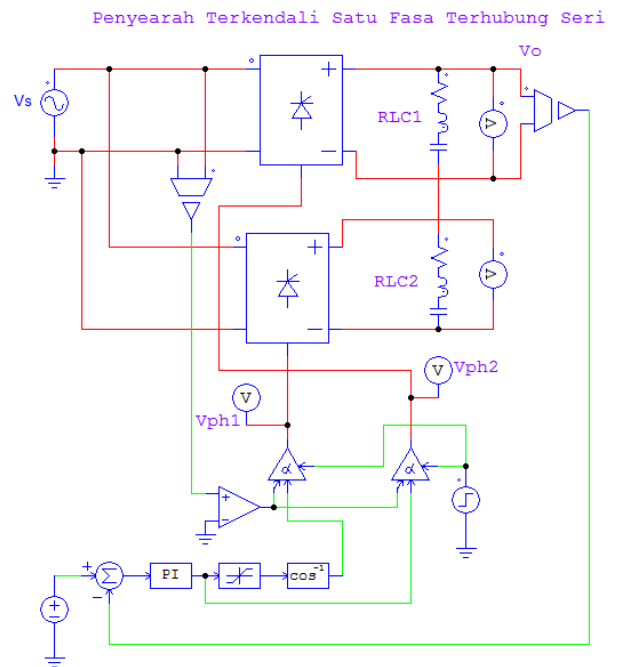 Penyearah Terkendali Satu Fasa Terhubung Seri
Vo
Vs
RLC1
V
RLC2
V
V
Vph2
V
Vph1
α
α
PI
cos⁻¹